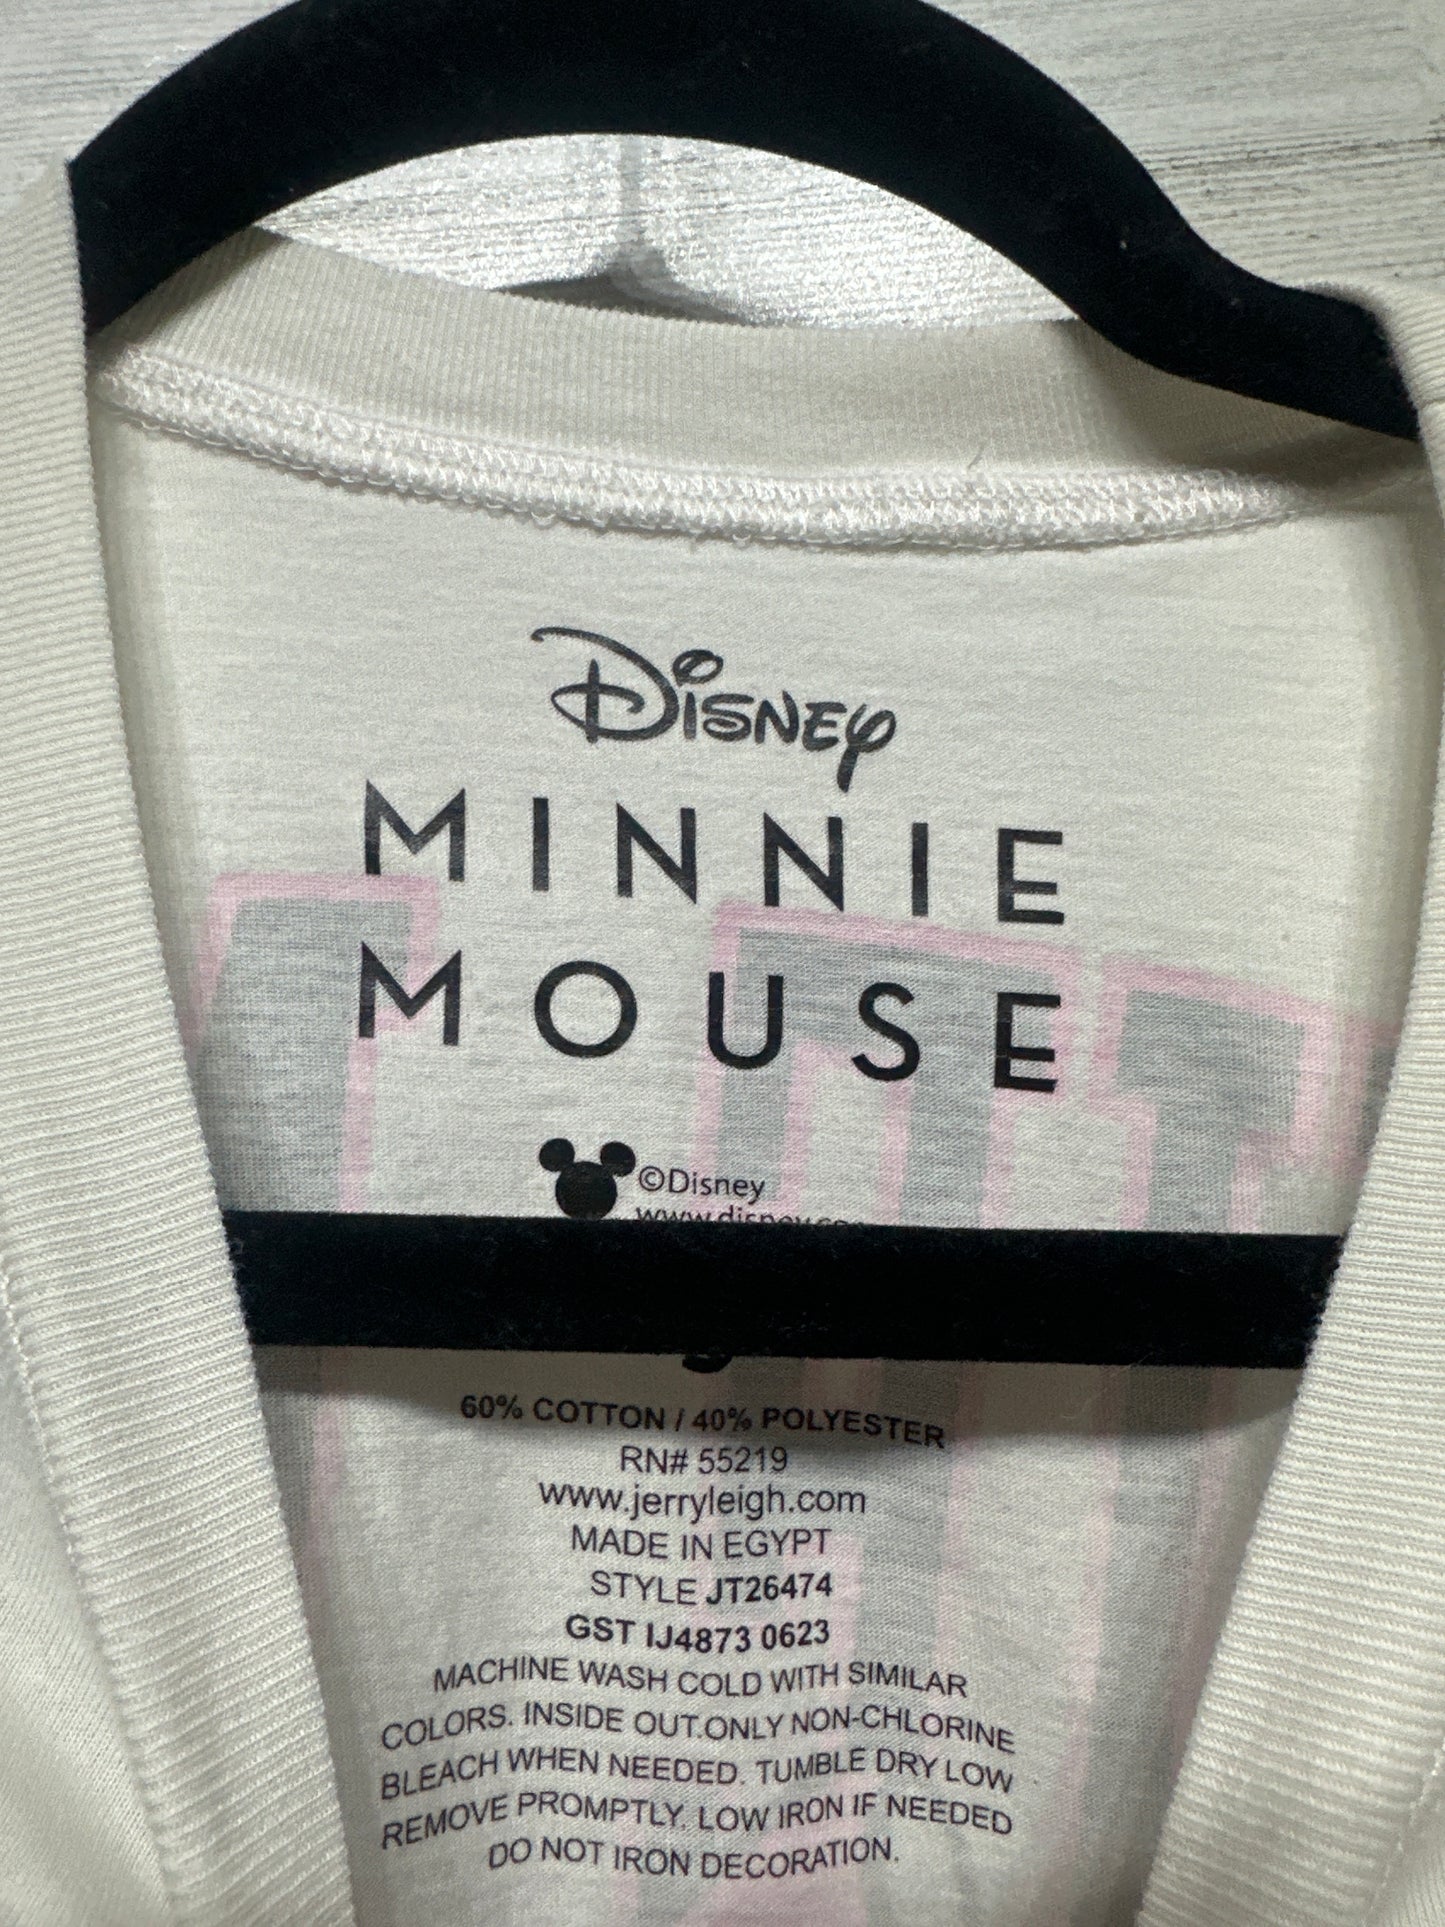 Disney
MINNIE
MOUSE
©Disney
60% COTTON / 40% POLYESTER
RN# 55219
www.jerryleigh.com
MADE IN EGYPT
STYLE JT26474
GST IJ4873 0623
MACHINE WASH COLD WITH SIMILAR
COLORS. INSIDE OUT.ONLY NON-CHLORINE
BLEACH WHEN NEEDED. TUMBLE DRY LOW
REMOVE PROMPTLY. LOW IRON IF NEEDED
DO NOT IRON DECORATION.